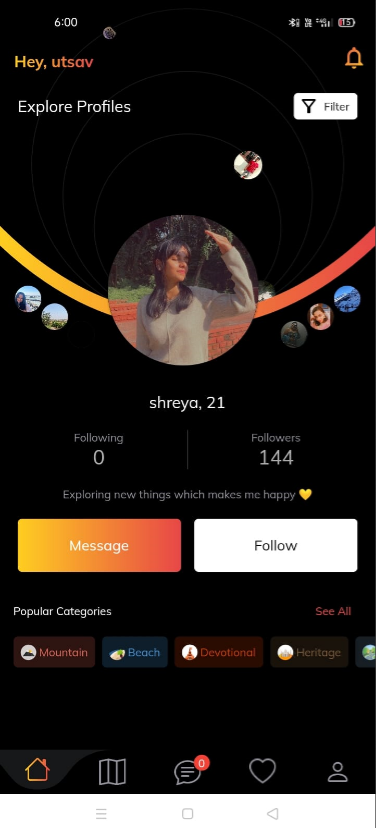 6:00
Hey, utsav
Explore Profiles
Filter
shreya, 21
Following
Followers
0
144
Exploring new things which makes me happy 💛
Message
Follow
Popular Categories
See All
Mountain
Beach
Devotional
Heritage
0